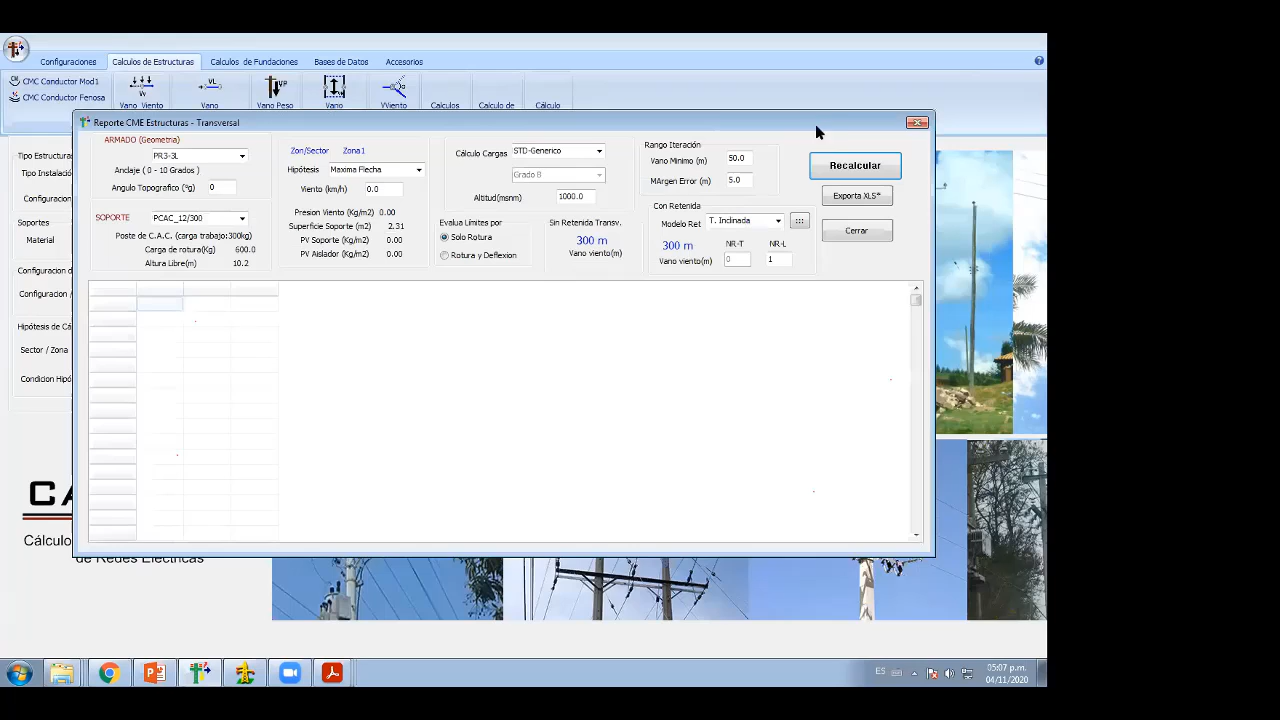 Configuraciones
Calculos de Estructuras
Calculos de Fundaciones
Bases de Datos
Accesorios
CMC Conductor Mod1
CMC Conductor Fenosa
Vano Viento
Vano
Vano Peso
Vano
VViento
Calculos
Calculo de
Cálculo
Reporte CME Estructuras - Transversal
ARMADO (Geometria)
PR3-3L
Andaje ( 0 - 10 Grados )
Angulo Topografico (ºg) 0
SOPORTE PCAC_12/300
Poste de C.A.C. (carga trabajo:300kg)
Carga de rotura(Kg) 600.0
Altura Libre(m) 10.2
Zon/Sector Zona1
Hipótesis Maxima Flecha
Viento (km/h) 0.0
Presion Viento (Kg/m2) 0.00
Superficie Soporte (m2) 2.31
PV Soporte (Kg/m2) 0.00
PV Aislador (Kg/m2) 0.00
Cálculo Cargas STD-Generico
Grado B
Altitud(msnm) 1000.0
Evalua Límites por
Solo Rotura
Rotura y Deflexion
Sin Retenida Transv.
300 m
Vano viento(m)
Rango Iteración
Vano Minimo (m) 50.0
MArgen Error (m) 5.0
Con Retenida
Modelo Ret T. Inclinada
300 m NR-T NR-L
Vano viento(m) 0 1
Recalcular
Exporta XLS*
Cerrar
Tipo Estructura
Tipo Instalación
Configuracion
Soportes
Material
Configuracion d
Configuracion /
Hipótesis de Cá
Sector / Zona
Condicion Hipó
CA
Cálculo
de Redes Electricas
ES
05:07 p.m.
04/11/2020